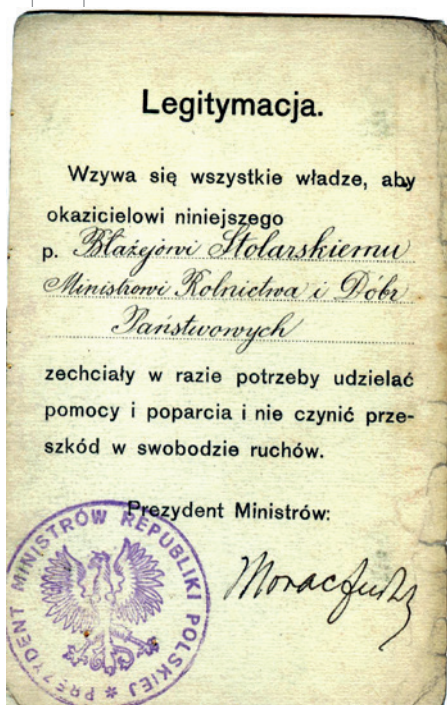 Legitymacja.
Wzywa się wszystkie władze, aby
okazicielowi niniejszego
p. Błażejowi Stolarskiemu
Ministrowi Rolnictwa i Dóbr
Państwowych
zechciały w razie potrzeby udzielać
pomocy i poparcia i nie czynić prze-
szkód w swobodzie ruchów.
Prezydent Ministrów:
Moraczewski
PREZYDENT MINISTRÓW REPUBLIKI POLSKIEJ *